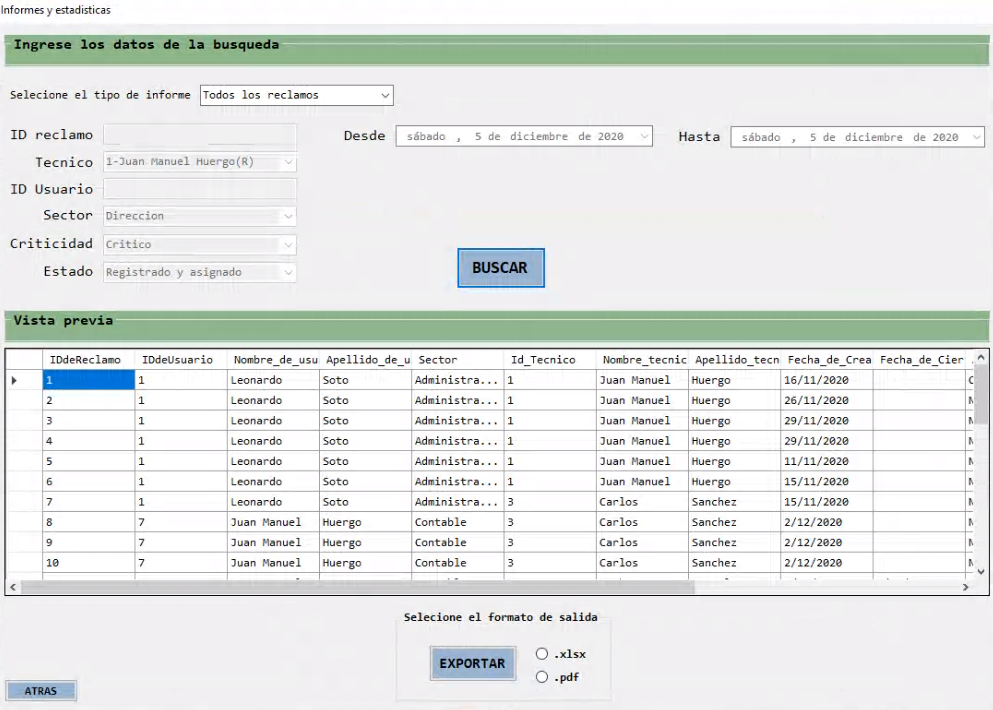 Informes y estadisticas
Ingrese los datos de la busqueda
Selecione el tipo de informe Todos los reclamos
ID reclamo
Desde sábado , 5 de diciembre de 2020
Hasta sábado , 5 de diciembre de 2020
Tecnico 1-Juan Manuel Huergo(R)
ID Usuario
Sector Direccion
Criticidad Critico
Estado Registrado y asignado
BUSCAR
Vista previa
IDdeReclamo IDdeUsuario Nombre_de_usu Apellido_de_u Sector Id_Tecnico Nombre_tecnic Apellido_tecn Fecha_de_Crea Fecha_de_Cier
1 1 Leonardo Soto Administra... 1 Juan Manuel Huergo 16/11/2020
2 1 Leonardo Soto Administra... 1 Juan Manuel Huergo 26/11/2020
3 1 Leonardo Soto Administra... 1 Juan Manuel Huergo 29/11/2020
4 1 Leonardo Soto Administra... 1 Juan Manuel Huergo 29/11/2020
5 1 Leonardo Soto Administra... 1 Juan Manuel Huergo 11/11/2020
6 1 Leonardo Soto Administra... 1 Juan Manuel Huergo 15/11/2020
7 1 Leonardo Soto Administra... 3 Carlos Sanchez 15/11/2020
8 7 Juan Manuel Huergo Contable 3 Carlos Sanchez 2/12/2020
9 7 Juan Manuel Huergo Contable 3 Carlos Sanchez 2/12/2020
10 7 Juan Manuel Huergo Contable 3 Carlos Sanchez 2/12/2020
Selecione el formato de salida
EXPORTAR
.xlsx
.pdf
ATRAS